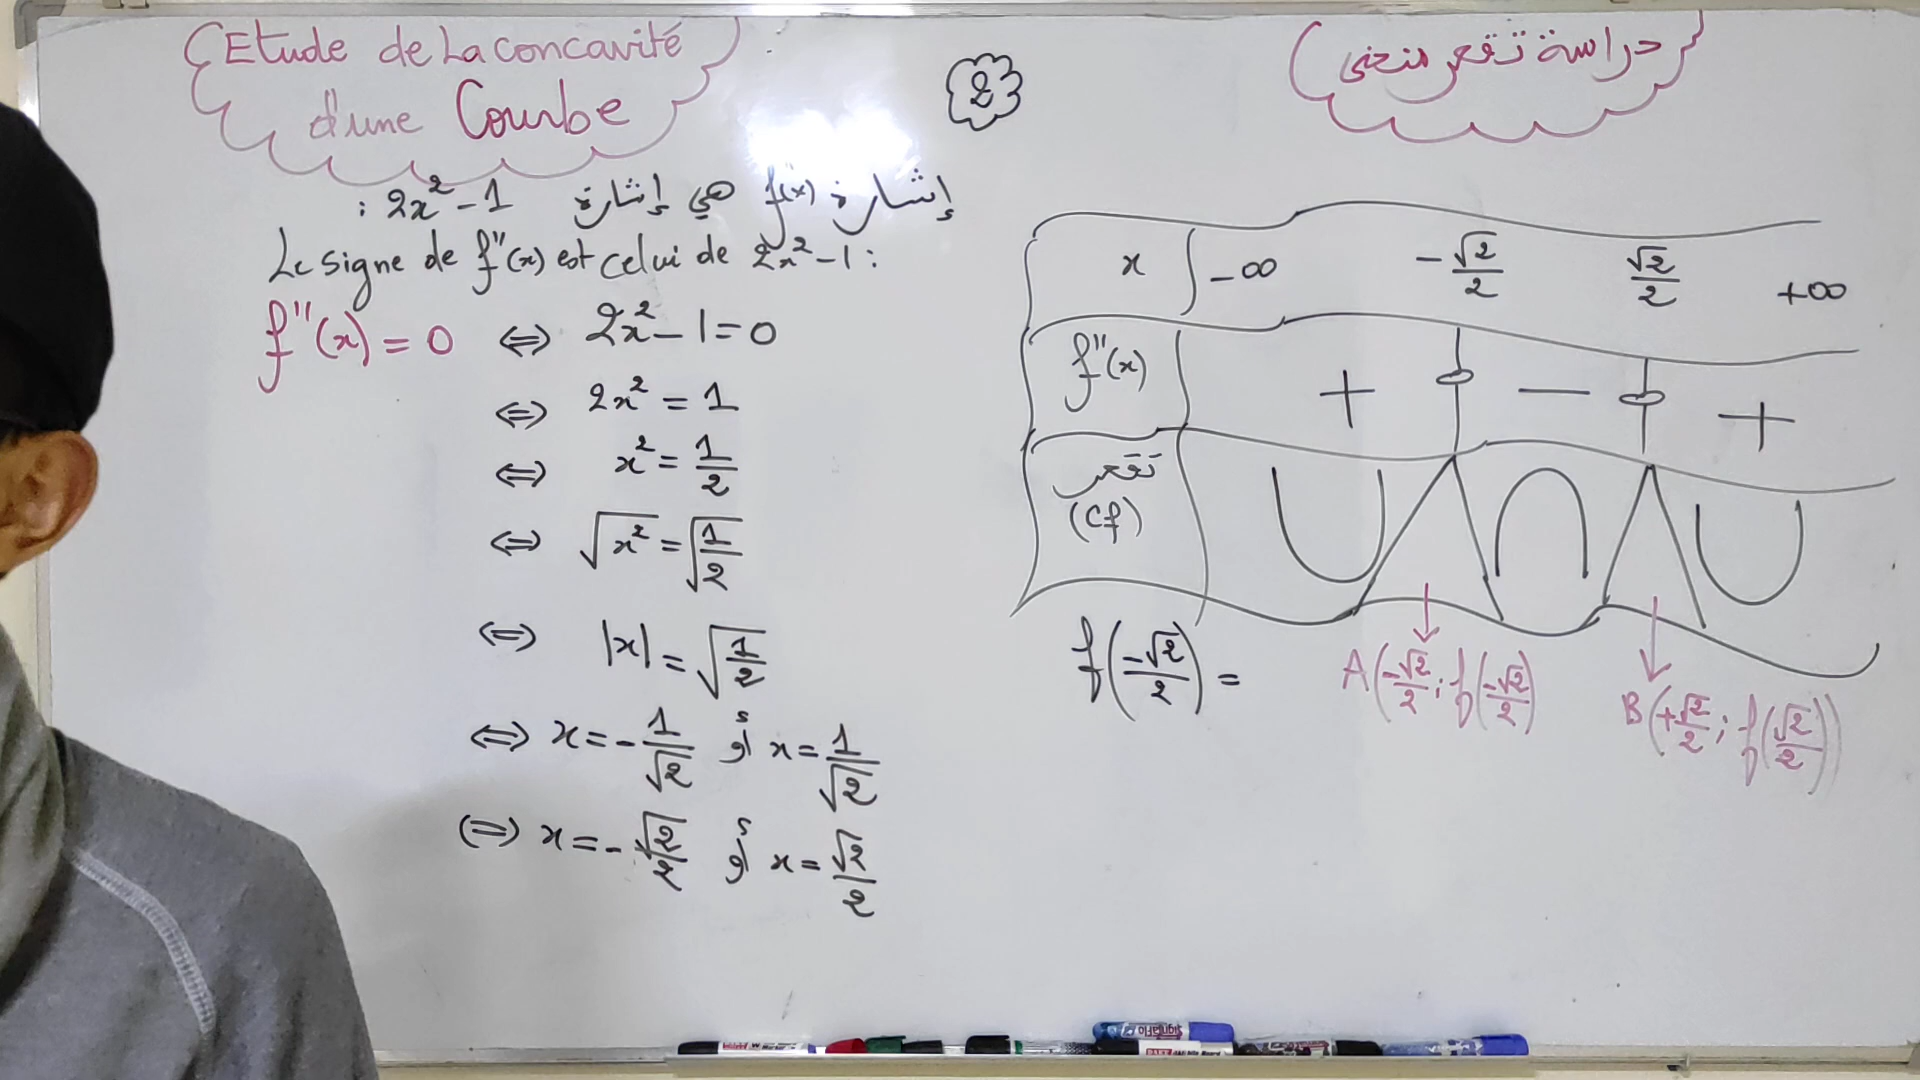 Etude de La concavité
d'une Courbe
2
دراسة تقعر منحنى
إشارة f(x) هي إشارة 2x²-1 :
Le signe de f''(x) est celui de 2x²-1 :
f''(x) = 0 ⇔ 2x²-1 = 0
⇔ 2x² = 1
⇔ x² = 1/2
⇔ √x² = √(1/2)
⇔ |x| = √(1/2)
⇔ x = -1/√2 أو x = 1/√2
⇔ x = -√2/2 أو x = √2/2
x -∞ -√2/2 √2/2 +∞
f''(x) + 0 - 0 +
تقعر
(Cf)
f(-√2/2) =
A(-√2/2 ; f(-√2/2)
B(+√2/2 ; f(√2/2))